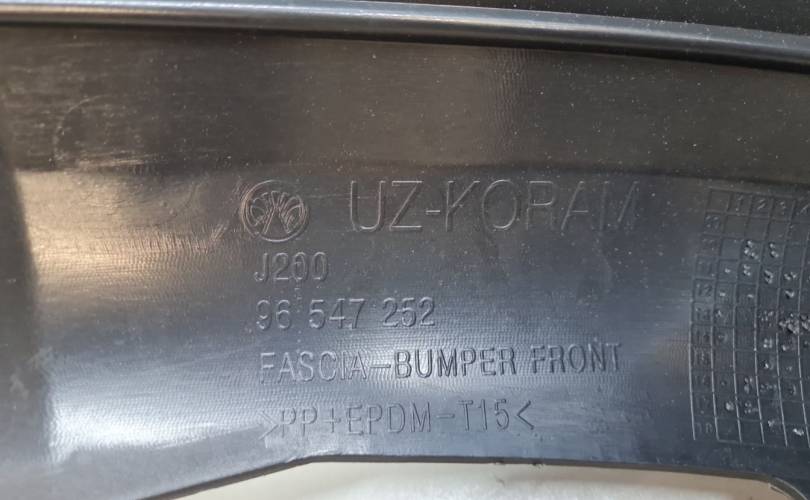 UZ-KORAM
J200
96 547 252
FASCIA-BUMPER FRONT
>PP+EPDM-T15<